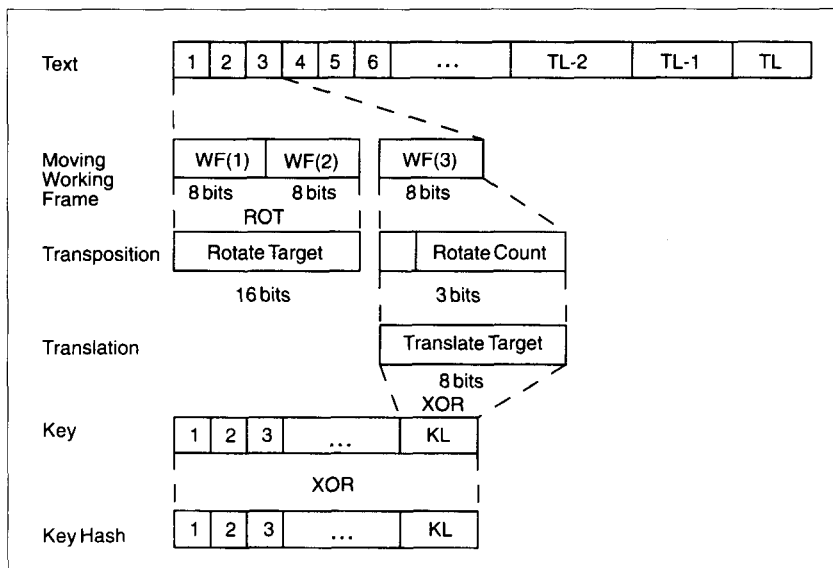 Text 1 2 3 4 5 6 ... TL-2 TL-1 TL
Moving Working Frame WF(1) WF(2) WF(3)
8 bits 8 bits 8 bits
ROT
Transposition Rotate Target Rotate Count
16 bits 3 bits
Translation Translate Target
8 bits
XOR
Key 1 2 3 ... KL
XOR
Key Hash 1 2 3 ... KL